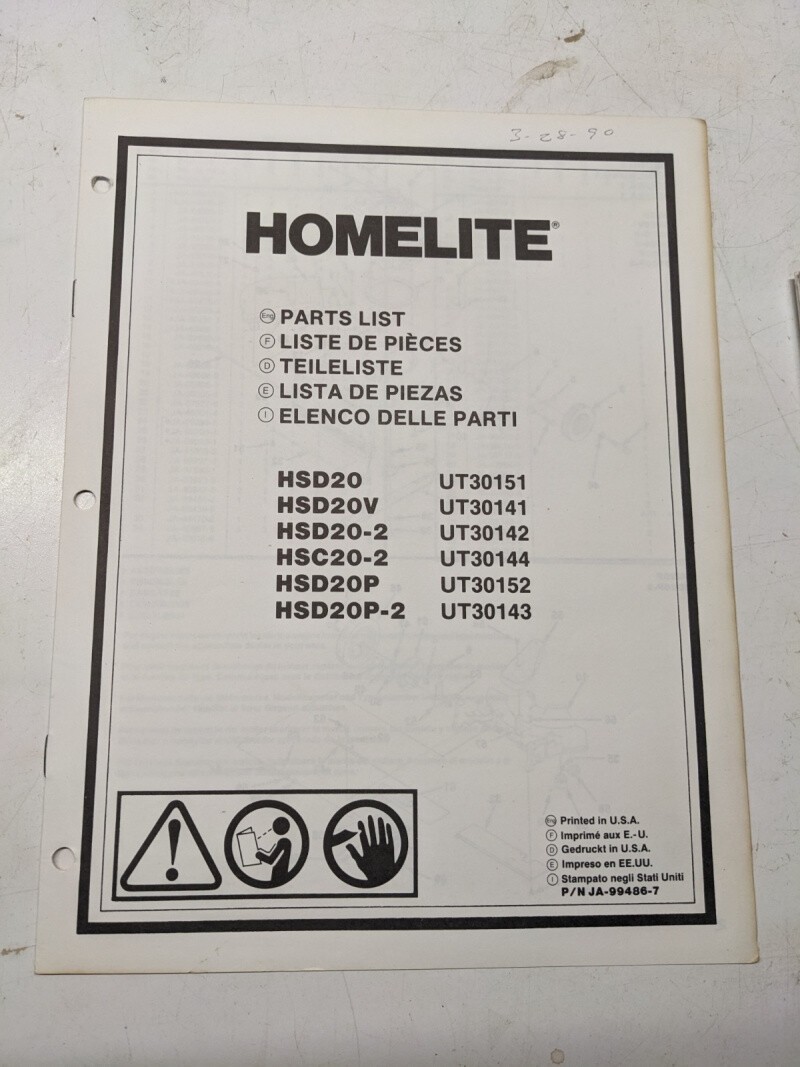 3-28-90
HOMELITE®
Eng PARTS LIST
F LISTE DE PIÈCES
D TEILELISTE
E LISTA DE PIEZAS
I ELENCO DELLE PARTI
HSD20 UT30151
HSD20V UT30141
HSD20-2 UT30142
HSC20-2 UT30144
HSD20P UT30152
HSD20P-2 UT30143
Eng Printed in U.S.A.
F Imprimé aux E.-U.
D Gedruckt in U.S.A.
E Impreso en EE.UU.
I Stampato negli Stati Uniti
P/N JA-99486-7